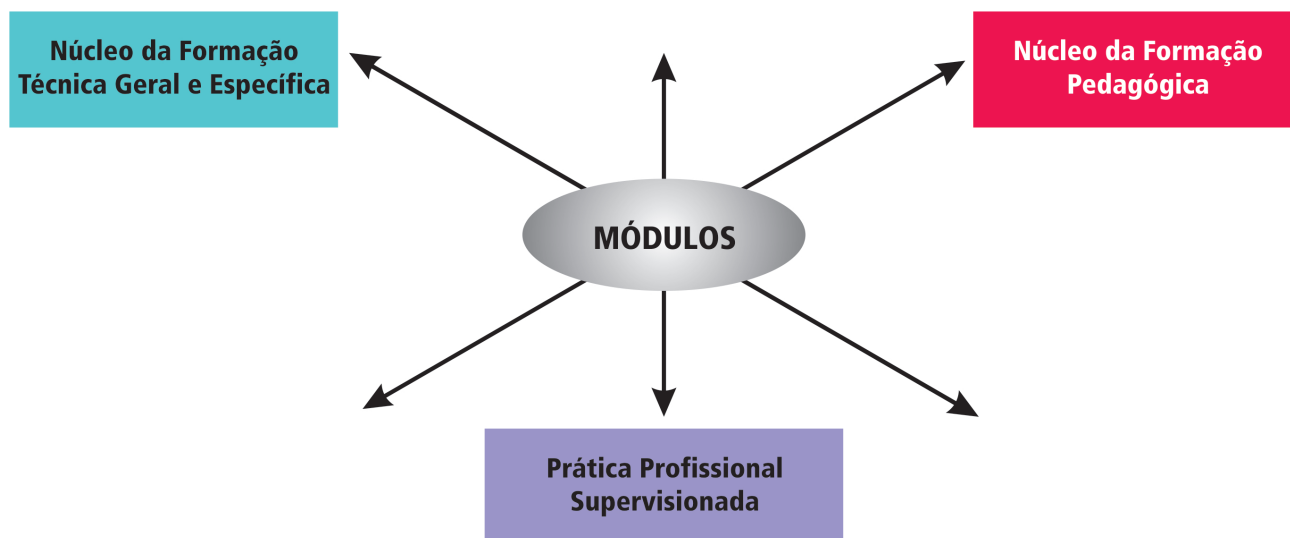 Núcleo da Formação
Técnica Geral e Específica
Núcleo da Formação
Pedagógica
MÓDULOS
Prática Profissional
Supervisionada